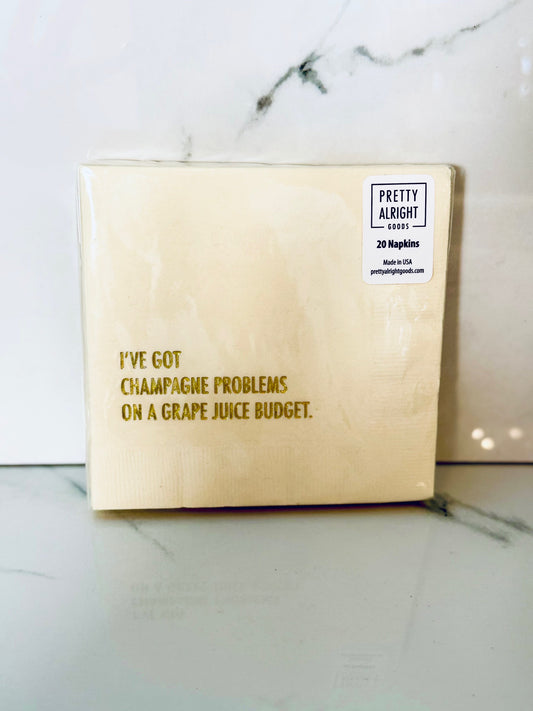 PRETTY
ALRIGHT
GOODS
20 Napkins
Made in USA
prettyalrightgoods.com
I'VE GOT
CHAMPAGNE PROBLEMS
ON A GRAPE JUICE BUDGET.